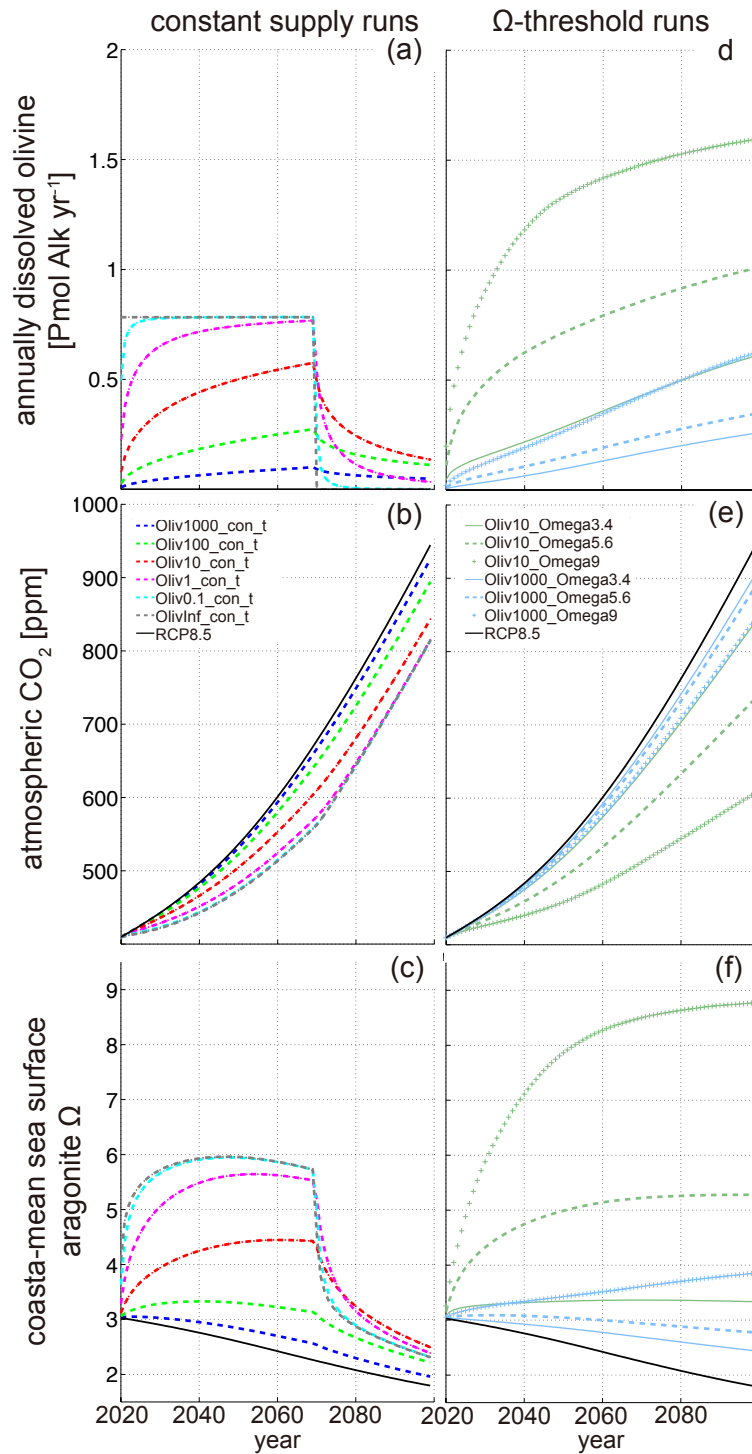 constant supply runs
Ω-threshold runs
(a)
d
annually dissolved olivine
[Pmol Alk yr⁻¹]
2
1.5
1
0.5
(b)
(e)
atmospheric CO₂ [ppm]
1000
900
800
700
600
500
Oliv1000_con_t
Oliv100_con_t
Oliv10_con_t
Oliv1_con_t
Oliv0.1_con_t
OlivInf_con_t
RCP8.5
Oliv10_Omega3.4
Oliv10_Omega5.6
Oliv10_Omega9
Oliv1000_Omega3.4
Oliv1000_Omega5.6
Oliv1000_Omega9
RCP8.5
(c)
(f)
coasta-mean sea surface
aragonite Ω
9
8
7
6
5
4
3
2
2020 2040 2060 2080 2020 2040 2060 2080
year
year